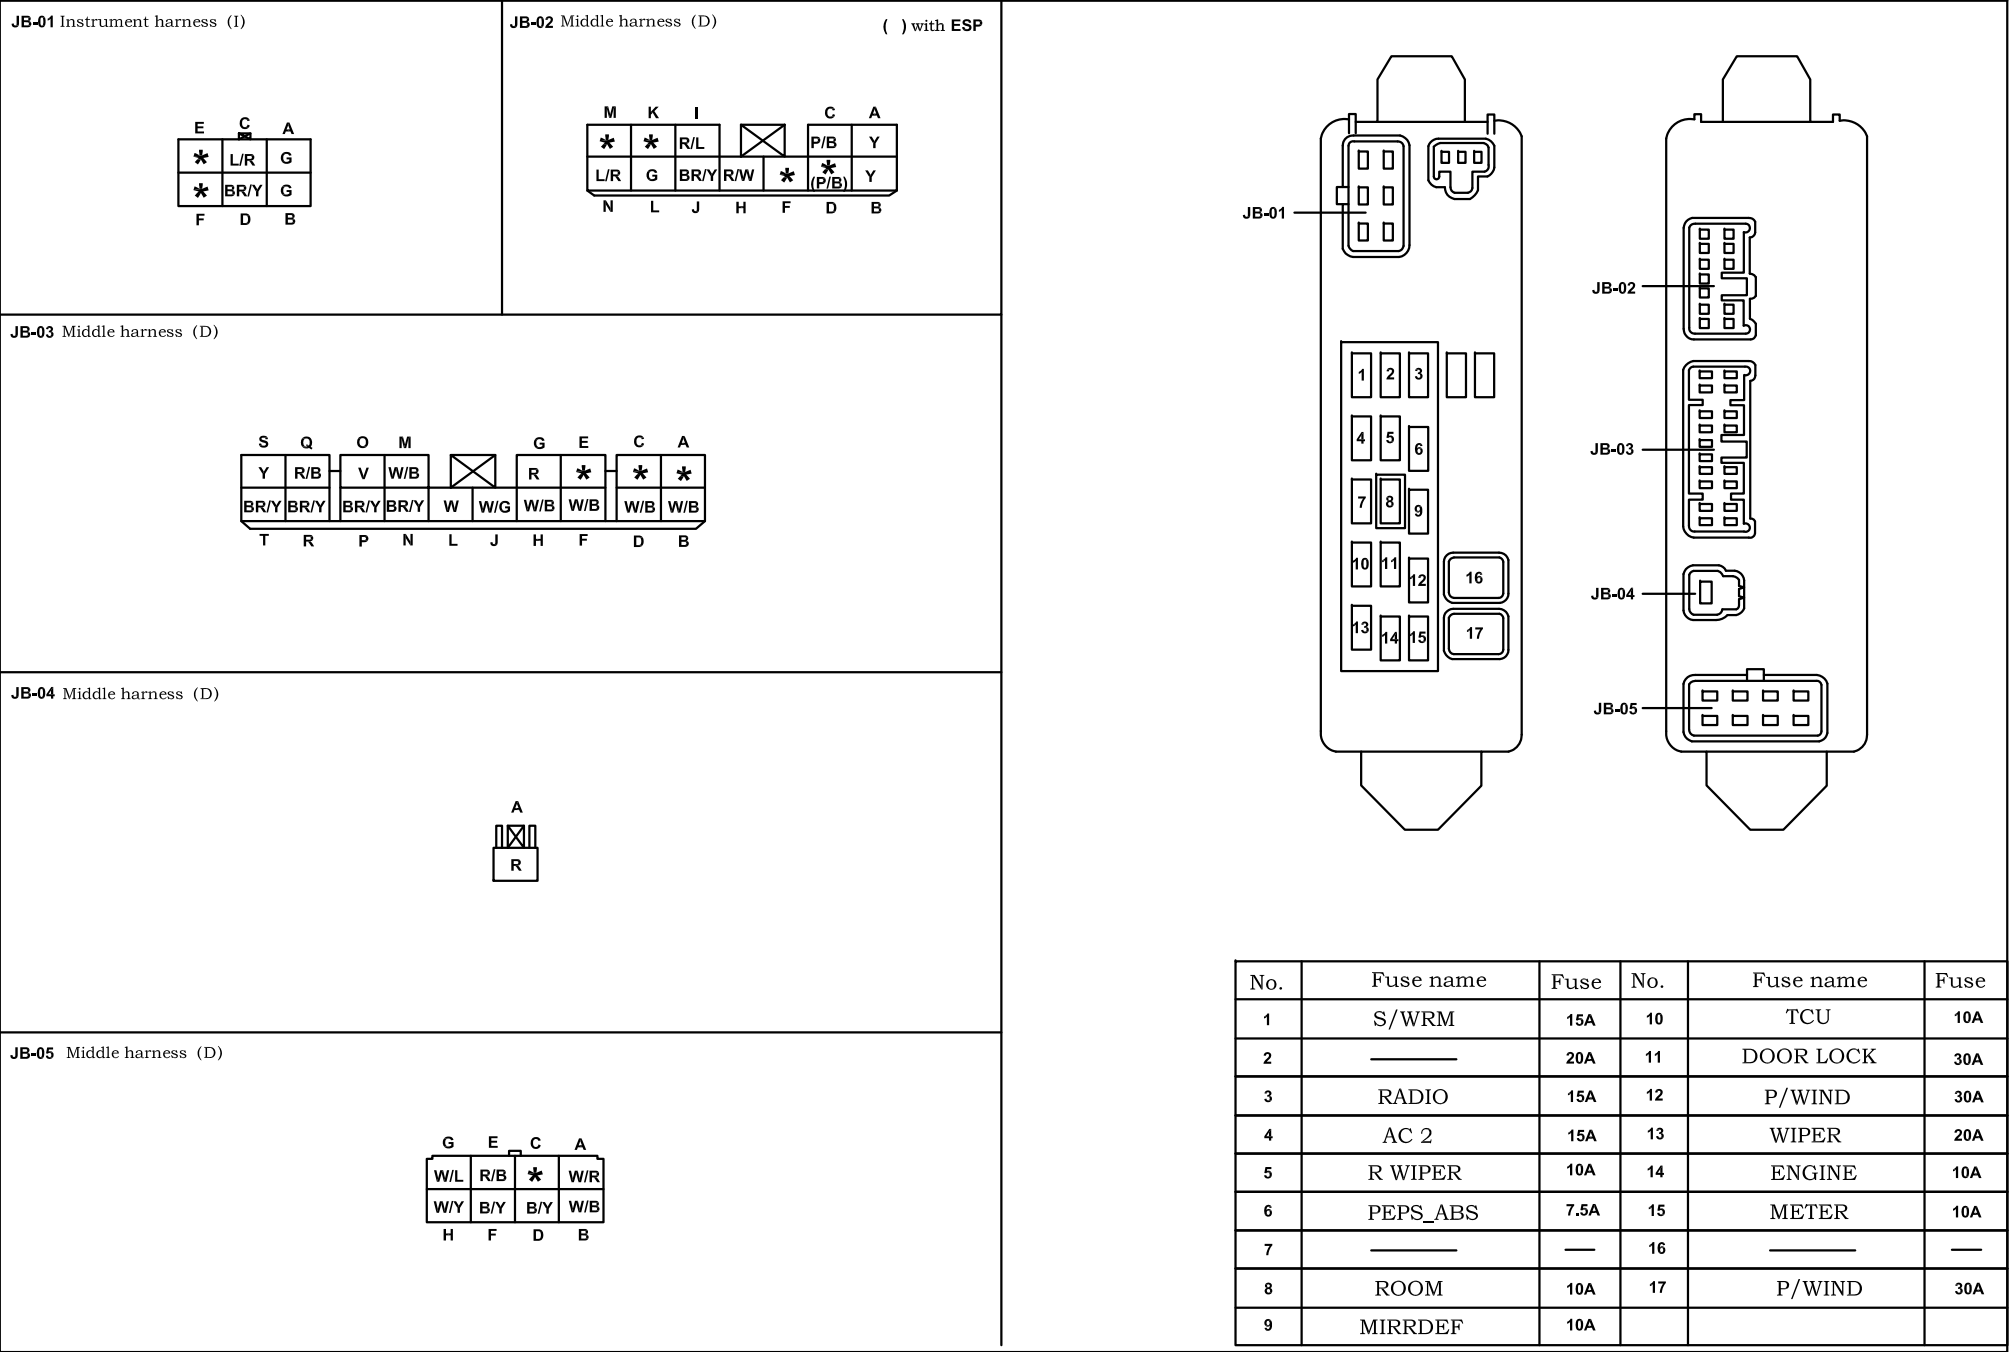 JB-01 Instrument harness (I)
E C A
* L/R G
* BR/Y G
F D B
JB-02 Middle harness (D) ( ) with ESP
M K I C A
* * R/L P/B Y
L/R G BR/Y R/W * * (P/B) Y
N L J H F D B
JB-03 Middle harness (D)
S Q O M G E C A
Y R/B V W/B R * * *
BR/Y BR/Y BR/Y BR/Y W W/G W/B W/B W/B W/B
T R P N L J H F D B
JB-04 Middle harness (D)
A
R
JB-05 Middle harness (D)
G E C A
W/L R/B * W/R
W/Y B/Y B/Y W/B
H F D B
JB-01
1 2 3
4 5 6
7 8 9
10 11 12
16
13 14 15
17
JB-02
JB-03
JB-04
JB-05
No. Fuse name Fuse No. Fuse name Fuse
1 S/WRM 15A 10 TCU 10A
2 —— 20A 11 DOOR LOCK 30A
3 RADIO 15A 12 P/WIND 30A
4 AC 2 15A 13 WIPER 20A
5 R WIPER 10A 14 ENGINE 10A
6 PEPS_ABS 7.5A 15 METER 10A
7 —— — 16 —— —
8 ROOM 10A 17 P/WIND 30A
9 MIRRDEF 10A